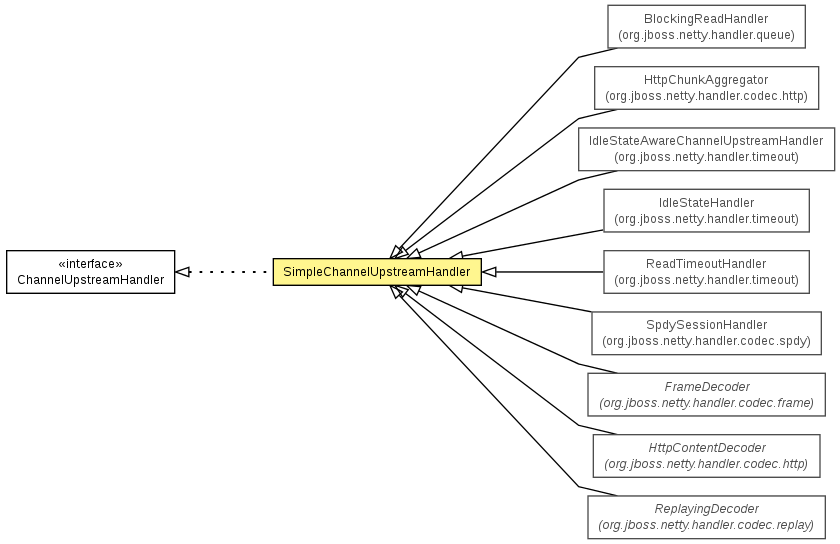 BlockingReadHandler
(org.jboss.netty.handler.queue)
HttpChunkAggregator
(org.jboss.netty.handler.codec.http)
IdleStateAwareChannelUpstreamHandler
(org.jboss.netty.handler.timeout)
IdleStateHandler
(org.jboss.netty.handler.timeout)
«interface»
ChannelUpstreamHandler
SimpleChannelUpstreamHandler
ReadTimeoutHandler
(org.jboss.netty.handler.timeout)
SpdySessionHandler
(org.jboss.netty.handler.codec.spdy)
FrameDecoder
(org.jboss.netty.handler.codec.frame)
HttpContentDecoder
(org.jboss.netty.handler.codec.http)
ReplayingDecoder
(org.jboss.netty.handler.codec.replay)